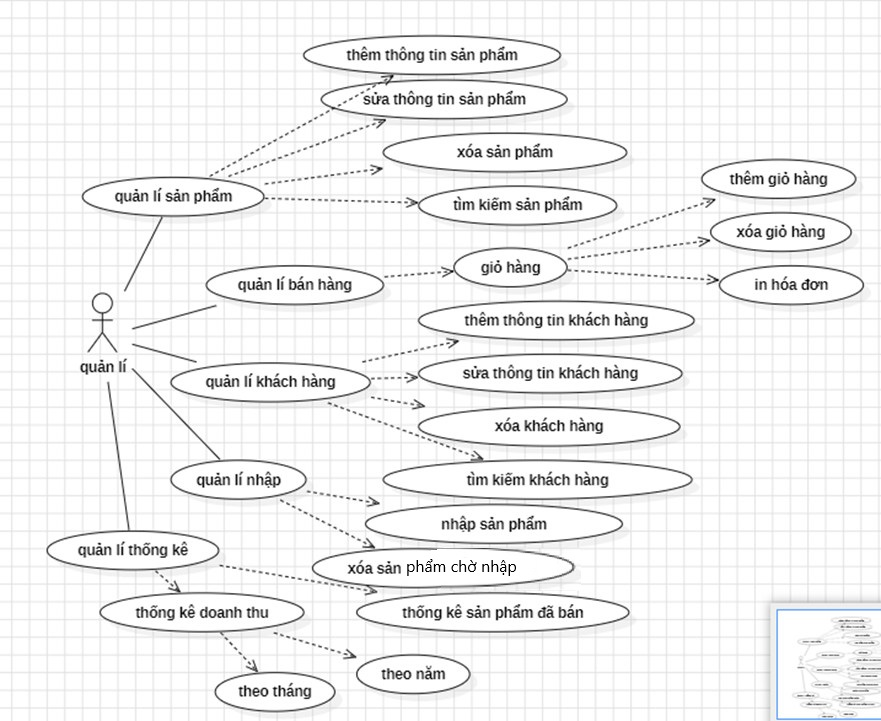 thêm thông tin sản phẩm
sửa thông tin sản phẩm
xóa sản phẩm
thêm giỏ hàng
quản lí sản phẩm
tìm kiếm sản phẩm
xóa giỏ hàng
giỏ hàng
quản lí bán hàng
in hóa đơn
thêm thông tin khách hàng
quản lí
sửa thông tin khách hàng
quản lí khách hàng
xóa khách hàng
quản lí nhập
tìm kiếm khách hàng
nhập sản phẩm
quản lí thống kê
xóa sản phẩm chờ nhập
thống kê doanh thu
thống kê sản phẩm đã bán
theo năm
theo tháng